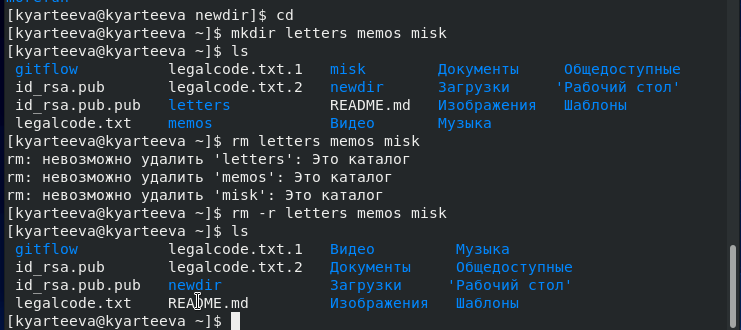 [kyarteeva@kyarteeva newdir]$ cd
[kyarteeva@kyarteeva ~]$ mkdir letters memos misk
[kyarteeva@kyarteeva ~]$ ls
gitflow legalcode.txt.1 misk Документы Общедоступные
id_rsa.pub legalcode.txt.2 newdir Загрузки 'Рабочий стол'
id_rsa.pub.pub letters README.md Изображения Шаблоны
legalcode.txt memos Видео Музыка
[kyarteeva@kyarteeva ~]$ rm letters memos misk
rm: невозможно удалить 'letters': Это каталог
rm: невозможно удалить 'memos': Это каталог
rm: невозможно удалить 'misk': Это каталог
[kyarteeva@kyarteeva ~]$ rm -r letters memos misk
[kyarteeva@kyarteeva ~]$ ls
gitflow legalcode.txt.1 Видео Музыка
id_rsa.pub legalcode.txt.2 Документы Общедоступные
id_rsa.pub.pub newdir Загрузки 'Рабочий стол'
legalcode.txt README.md Изображения Шаблоны
[kyarteeva@kyarteeva ~]$